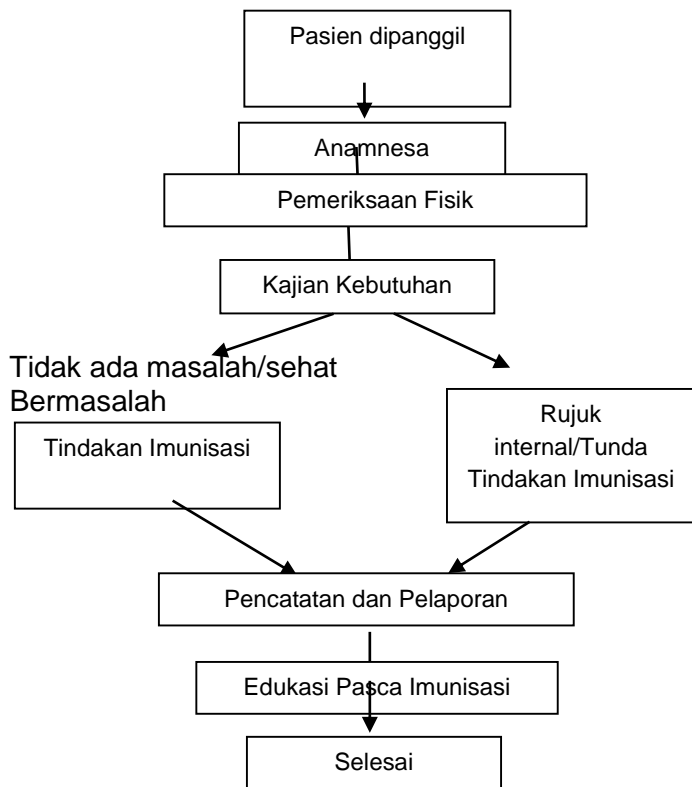 Pasien dipanggil
Anamnesa
Pemeriksaan Fisik
Kajian Kebutuhan
Tidak ada masalah/sehat
Bermasalah
Tindakan Imunisasi
Rujuk
internal/Tunda
Tindakan Imunisasi
Pencatatan dan Pelaporan
Edukasi Pasca Imunisasi
Selesai